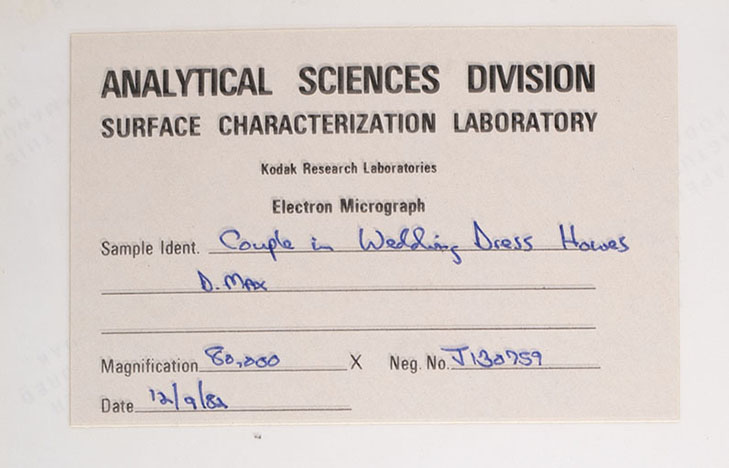 ANALYTICAL SCIENCES DIVISION
SURFACE CHARACTERIZATION LABORATORY
Kodak Research Laboratories
Electron Micrograph
Sample Ident. Couple in Wedding Dress Howes
D. Max
Magnification 80,000 X Neg. No. J130759
Date 12/9/82